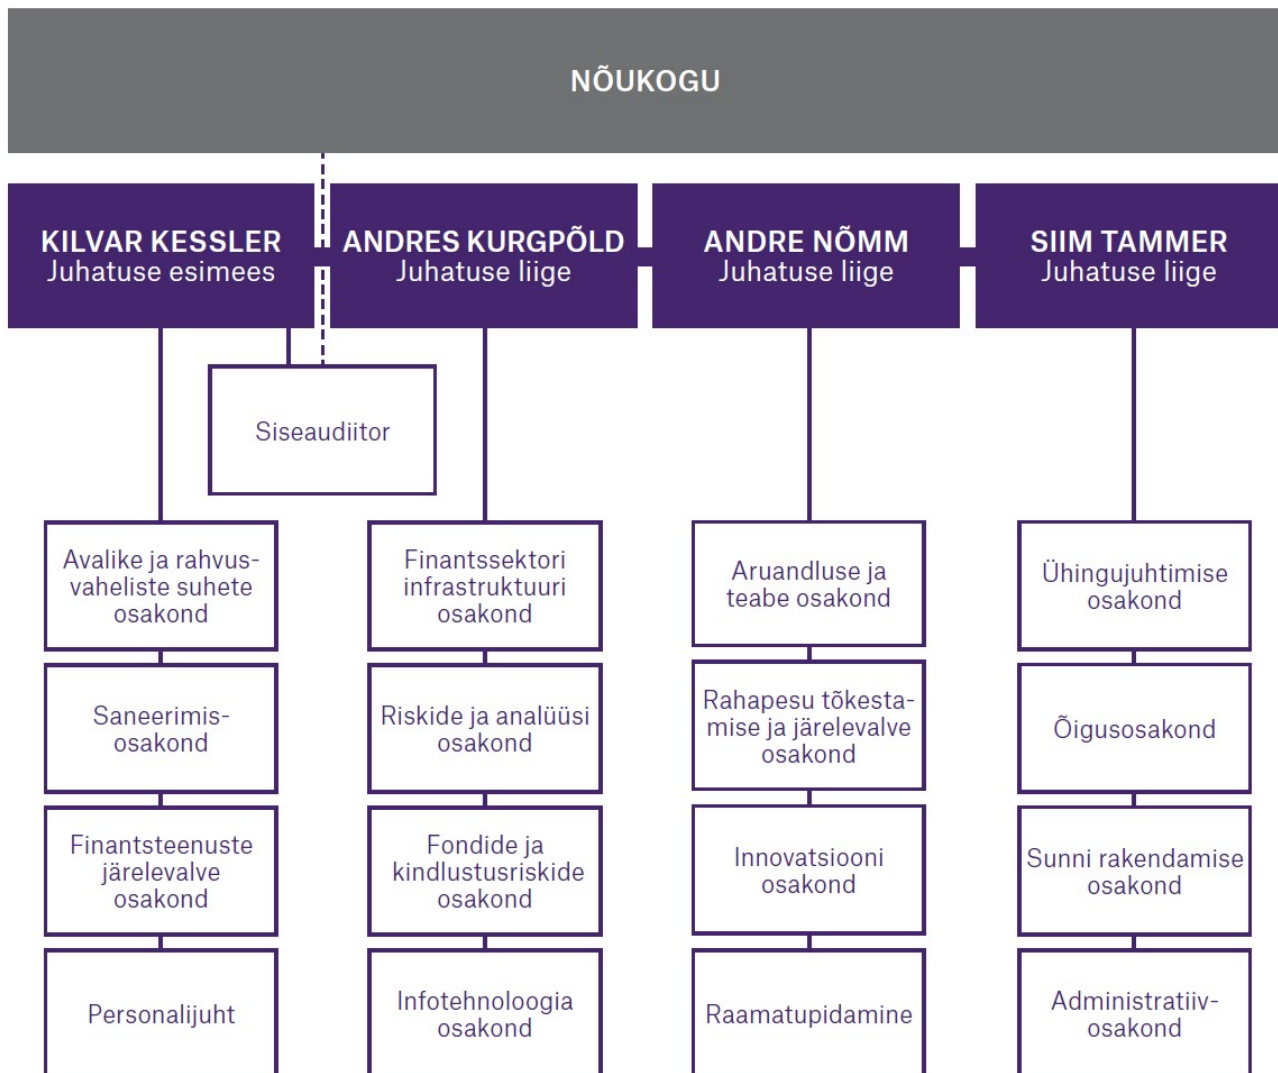 NÕUKOGU
KILVAR KESSLER
Juhatuse esimees
ANDRES KURGPÕLD
Juhatuse liige
ANDRE NÕMM
Juhatuse liige
SIIM TAMMER
Juhatuse liige
Siseaudiitor
Avalike ja rahvus-
vaheliste suhete
osakond
Saneerimis-
osakond
Finantsteenuste
järelevalve
osakond
Personalijuht
Finantssektori
infrastruktuuri
osakond
Riskide ja analüüsi
osakond
Fondide ja
kindlustusriskide
osakond
Infotehnoloogia
osakond
Aruandluse ja
teabe osakond
Rahapesu tõkesta-
mise ja järelevalve
osakond
Innovatsiooni
osakond
Raamatupidamine
Ühingujuhtimise
osakond
Õigusosakond
Sunni rakendamise
osakond
Administratiiv-
osakond